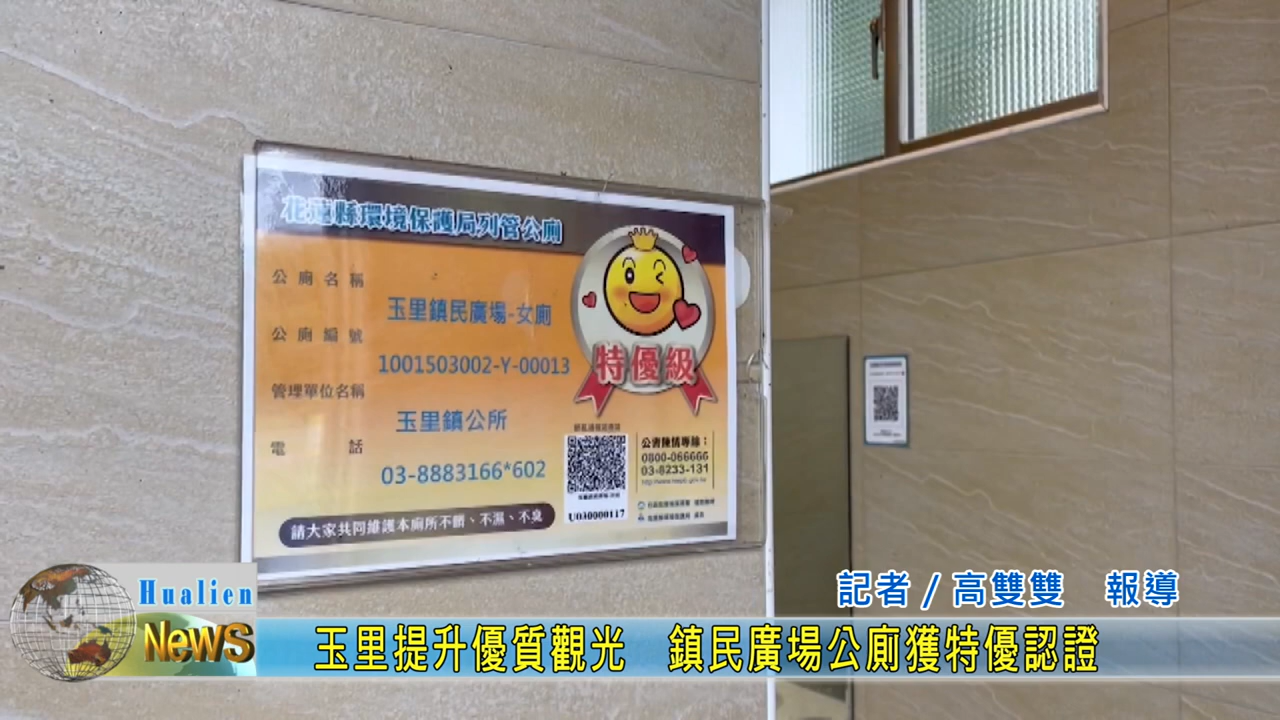 花蓮縣環境保護局列管公廁
公廁名稱
玉里鎮民廣場-女廁
公廁編號
1001503002-Y-00013
管理單位名稱
玉里鎮公所
電話
03-8883166*602
請大家共同維護本廁所不髒、不濕、不臭
特優級
公害陳情專線：
0800-066666
03-8233-131
U030000117
記者/高雙雙 報導
Hualien
News
玉里提升優質觀光 鎮民廣場公廁獲特優認證